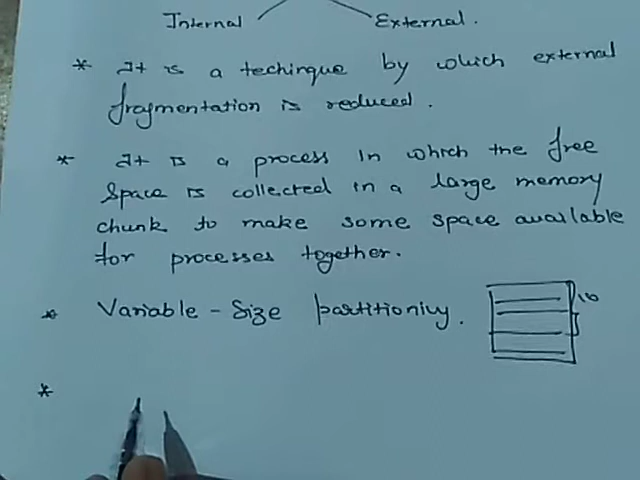 Internal External.
* It is a techinque by which external
fragmentation is reduced.
* It is a process in which the free
Space is collected in a large memory
chunk to make some space available
for processes together.
* Variable - Size partitioning. 10
*